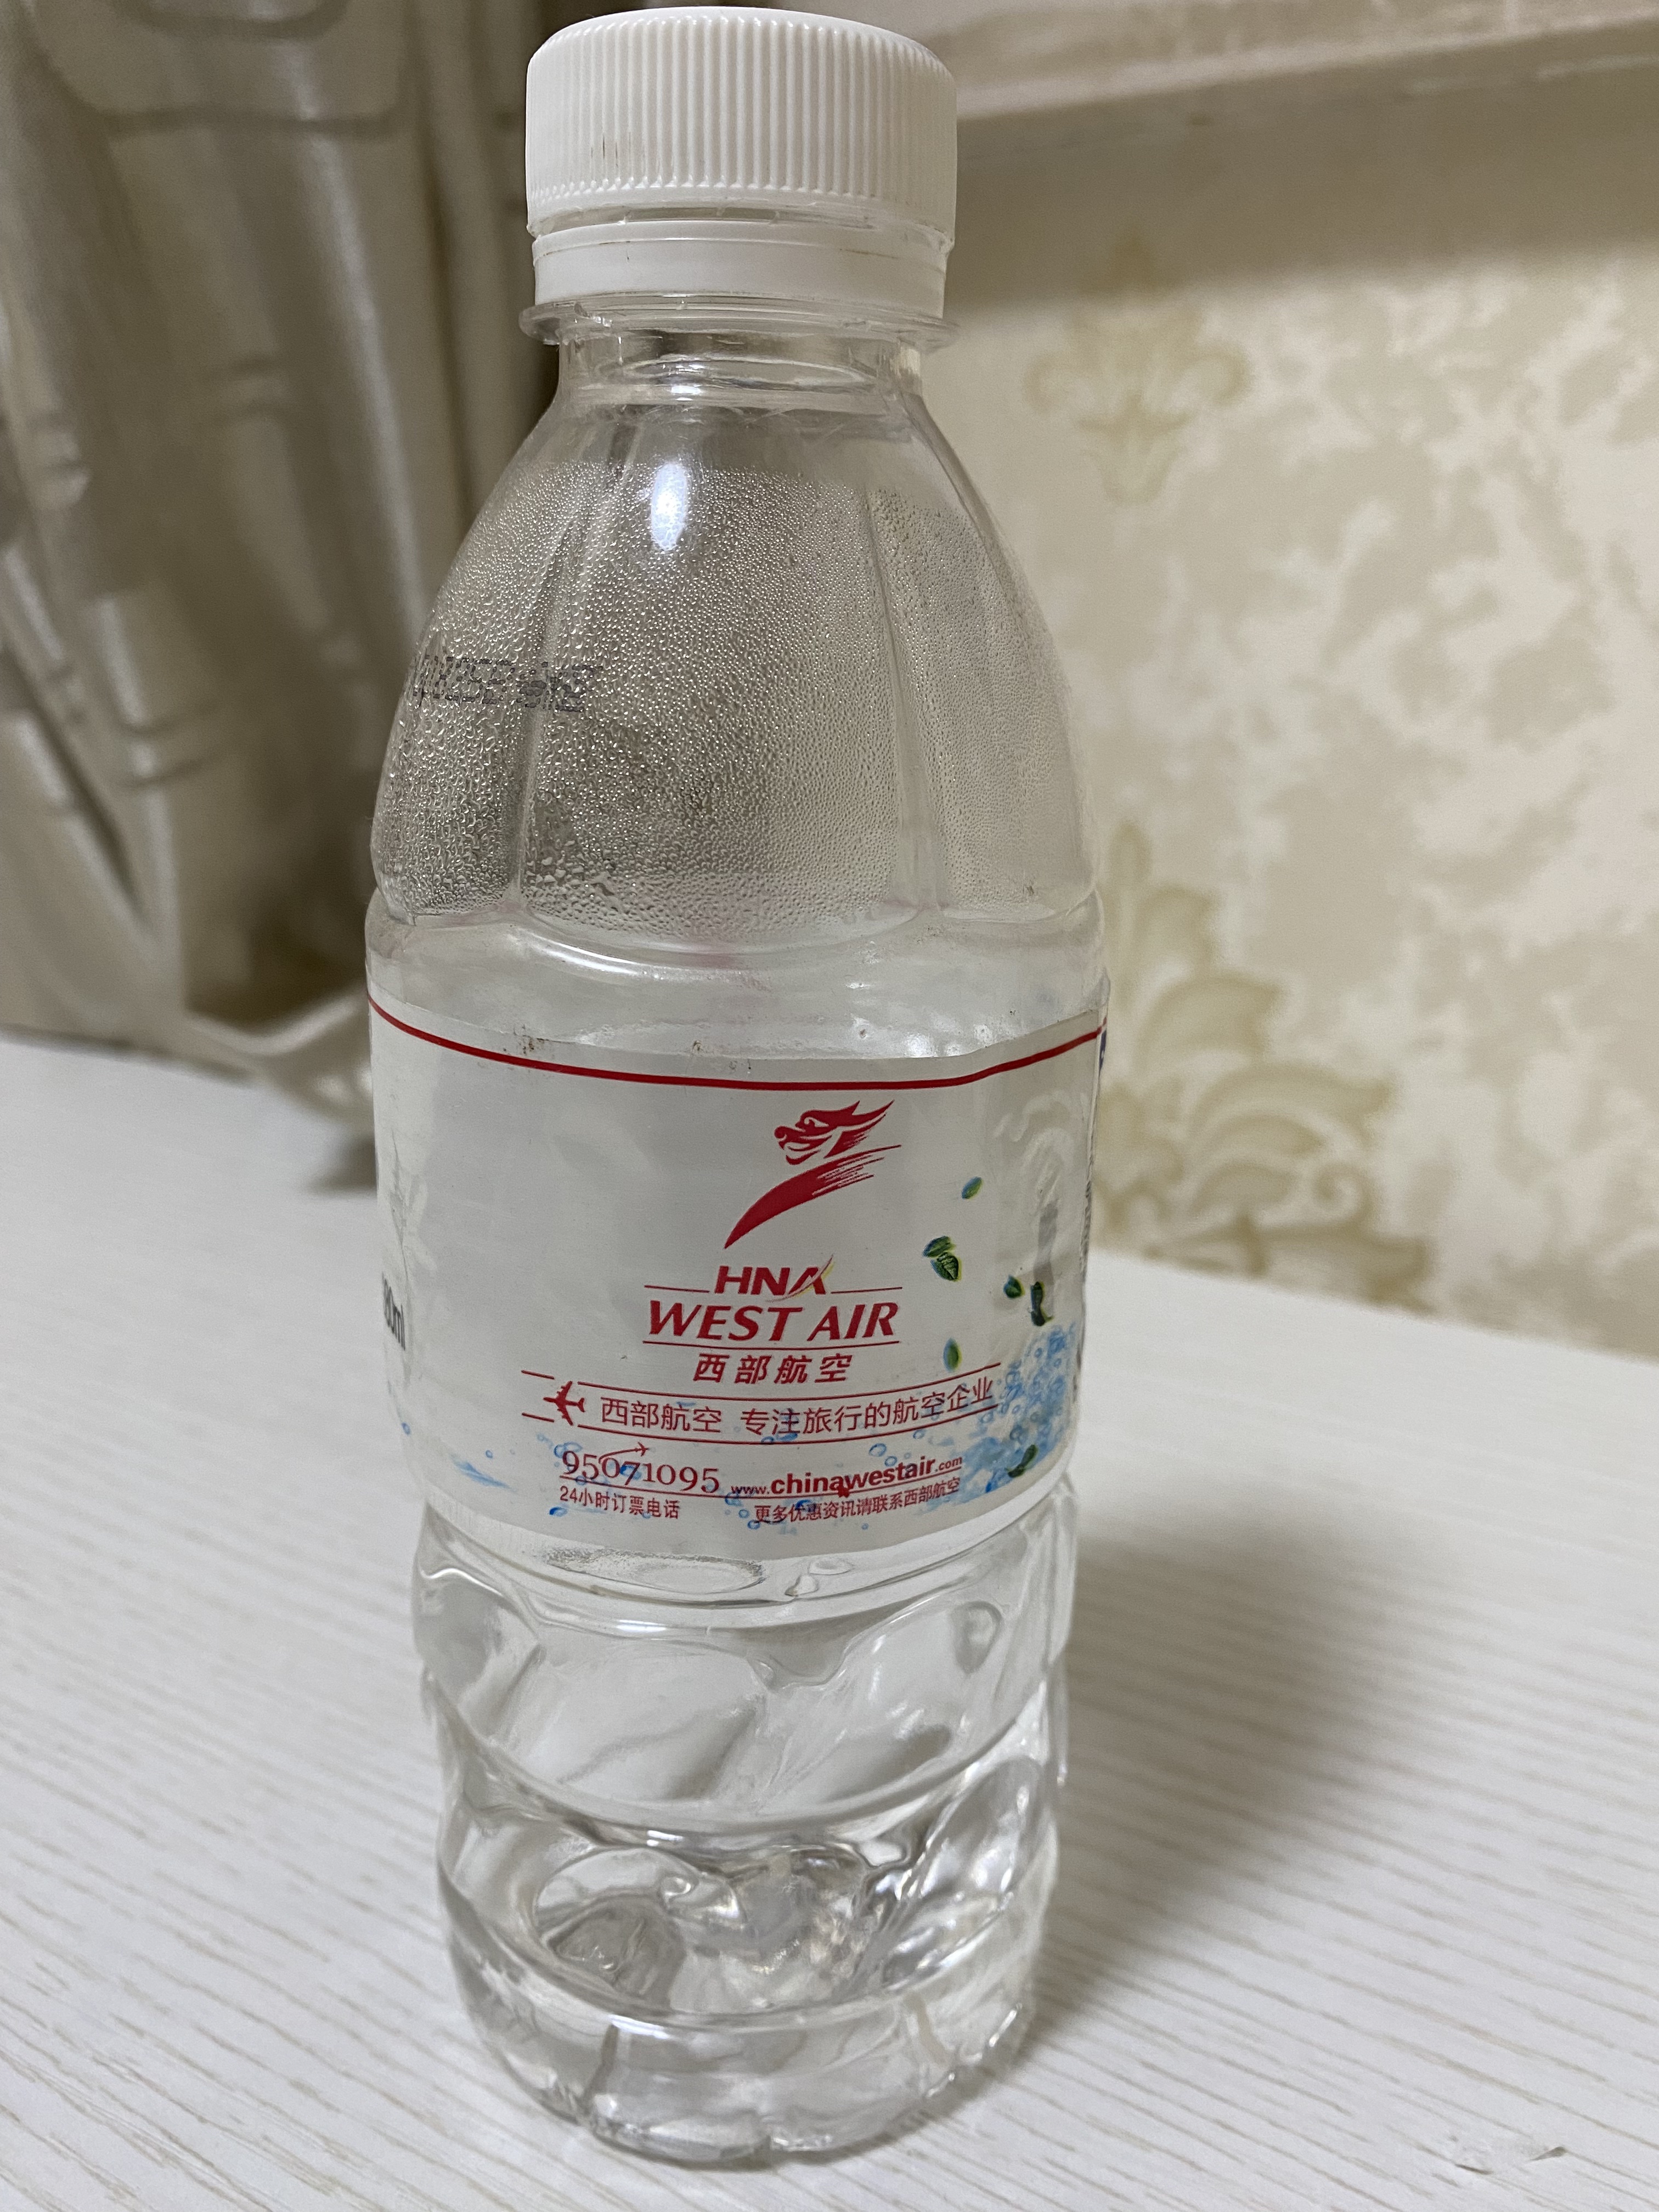 HNA
WEST AIR
西部航空
西部航空 专注旅行的航空企业
95071095 www.chinawestair.com
24小时订票电话 更多优惠资讯请联系西部航空